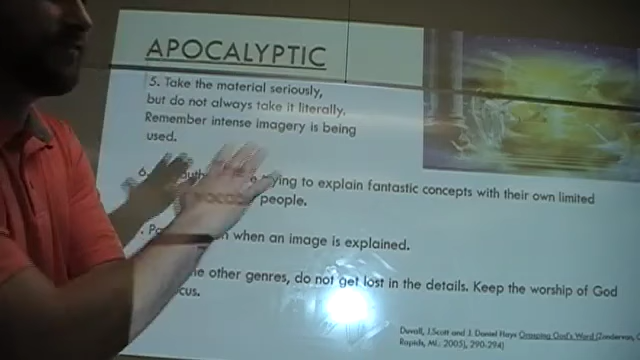 APOCALYPTIC
5. Take the material seriously,
but do not always take it literally.
Remember intense imagery is being
used.
to explain fantastic concepts with their own limited
people.
when an image is explained.
other genres, do not get lost in the details. Keep the worship of God
Duvall, J.Scott and J. Daniel Hays Grasping God's Word (Zondervan,
Rapids, MI.: 2005), 290-294)